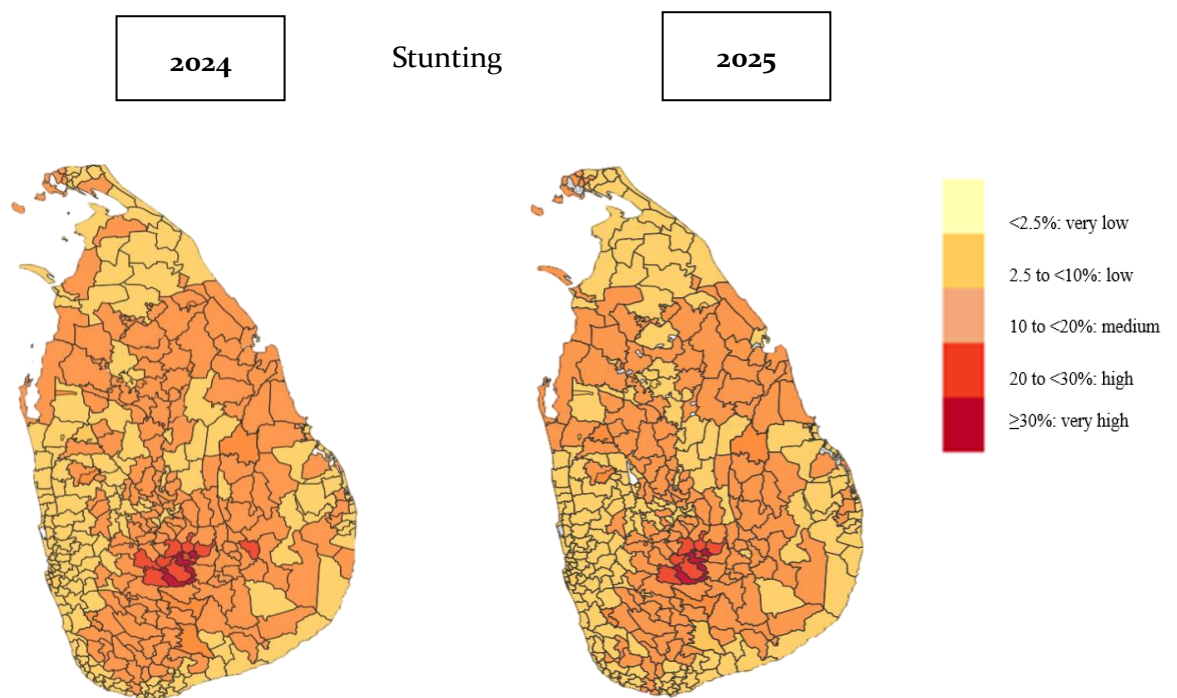 2024
Stunting
2025
<2.5%: very low
2.5 to <10%: low
10 to <20%: medium
20 to <30%: high
≥30%: very high